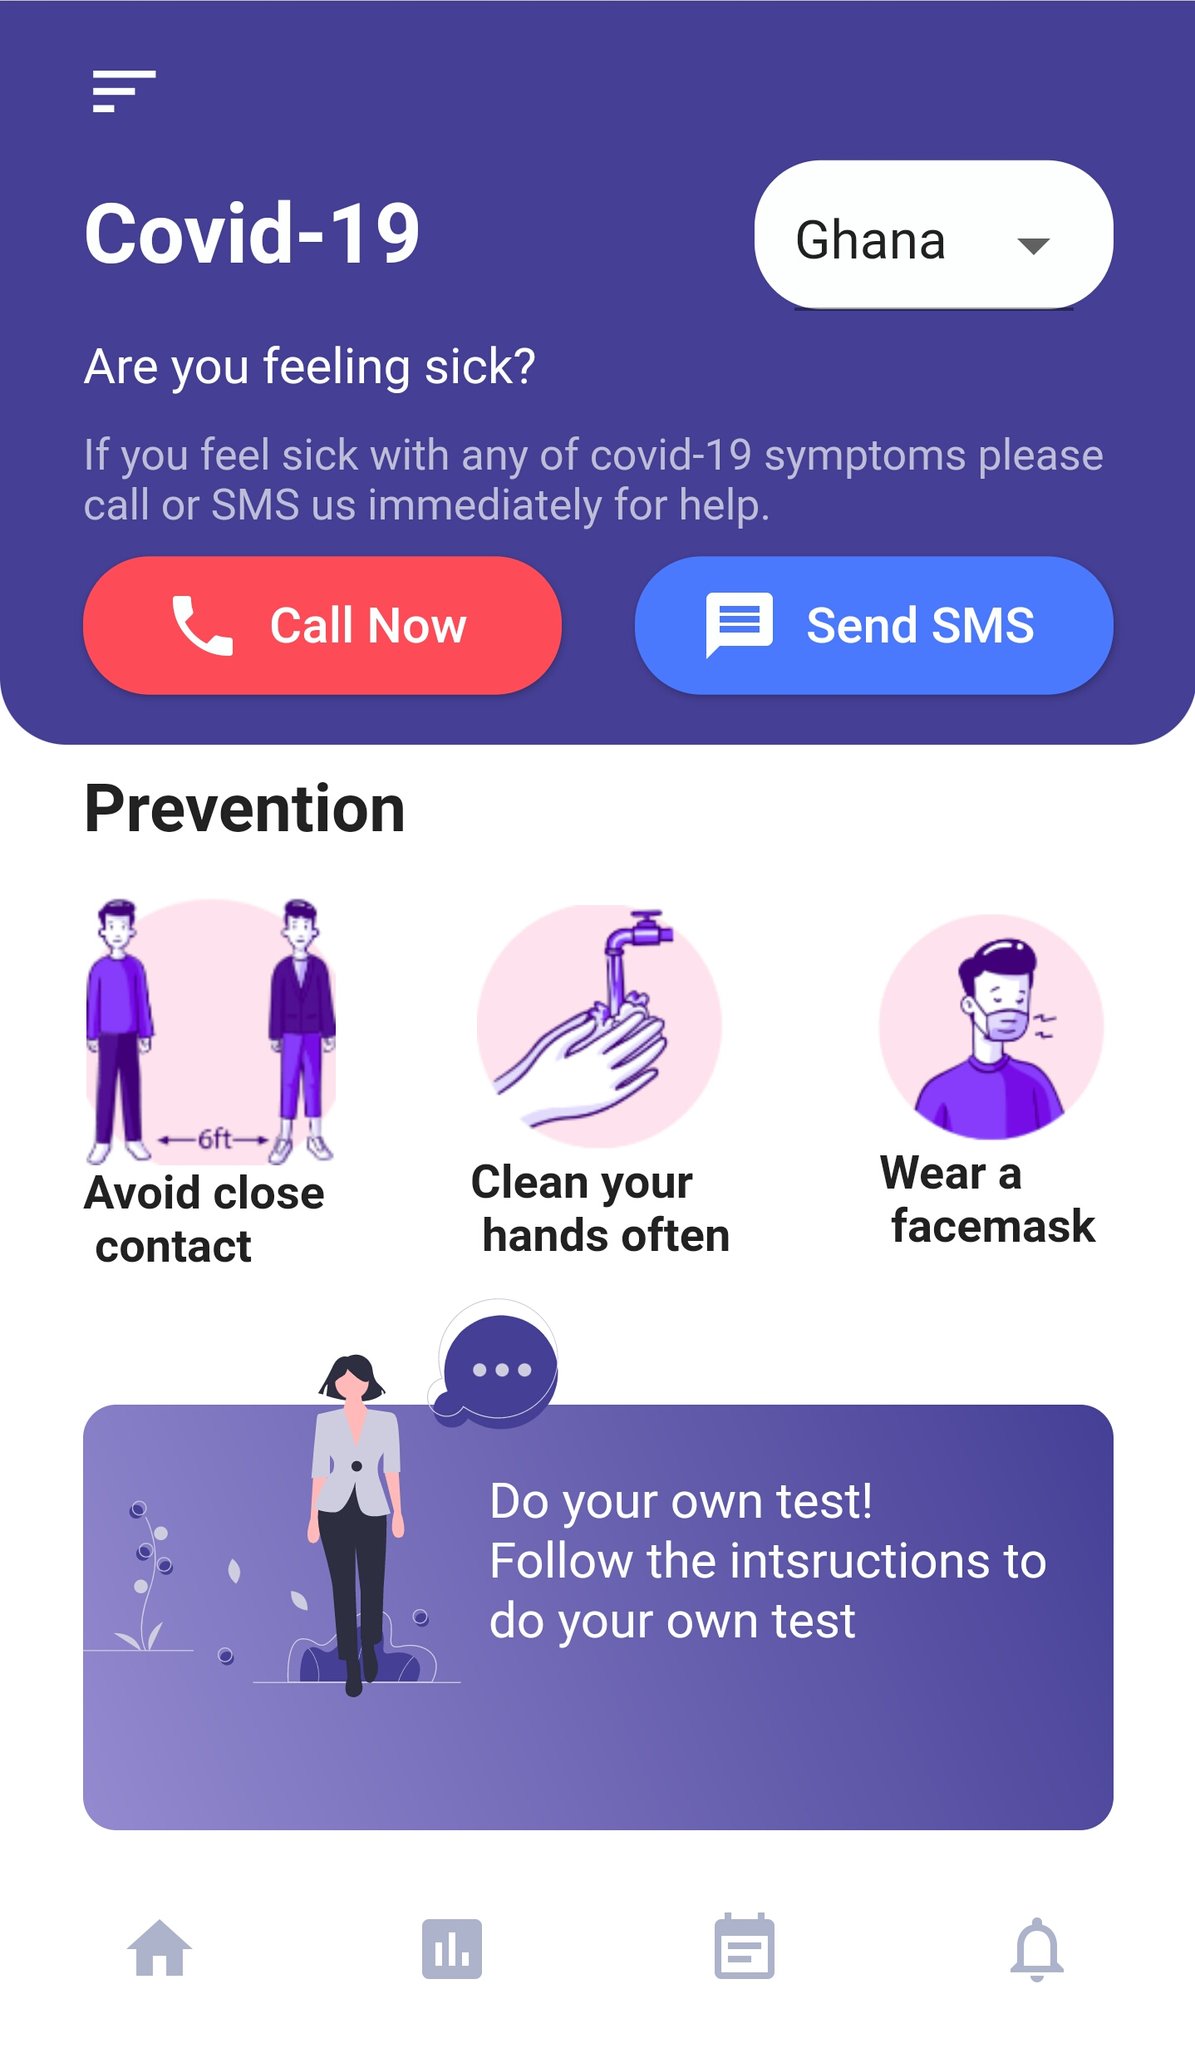 Covid-19
Ghana
Are you feeling sick?
If you feel sick with any of covid-19 symptoms please
call or SMS us immediately for help.
Call Now
Send SMS
Prevention
6ft
Avoid close
contact
Clean your
hands often
Wear a
facemask
Do your own test!
Follow the intsructions to
do your own test